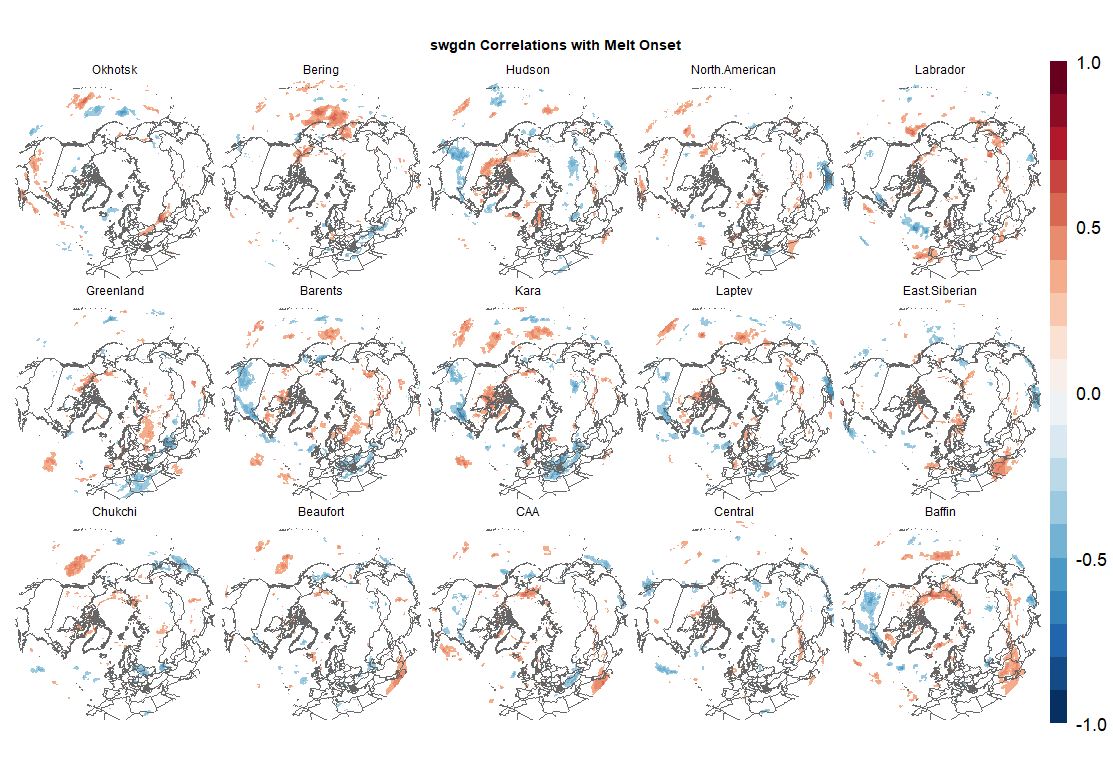 swgdn Correlations with Melt Onset
Okhotsk
Bering
Hudson
North.American
Labrador
Greenland
Barents
Kara
Laptev
East.Siberian
Chukchi
Beaufort
CAA
Central
Baffin
1.0
0.5
0.0
-0.5
-1.0